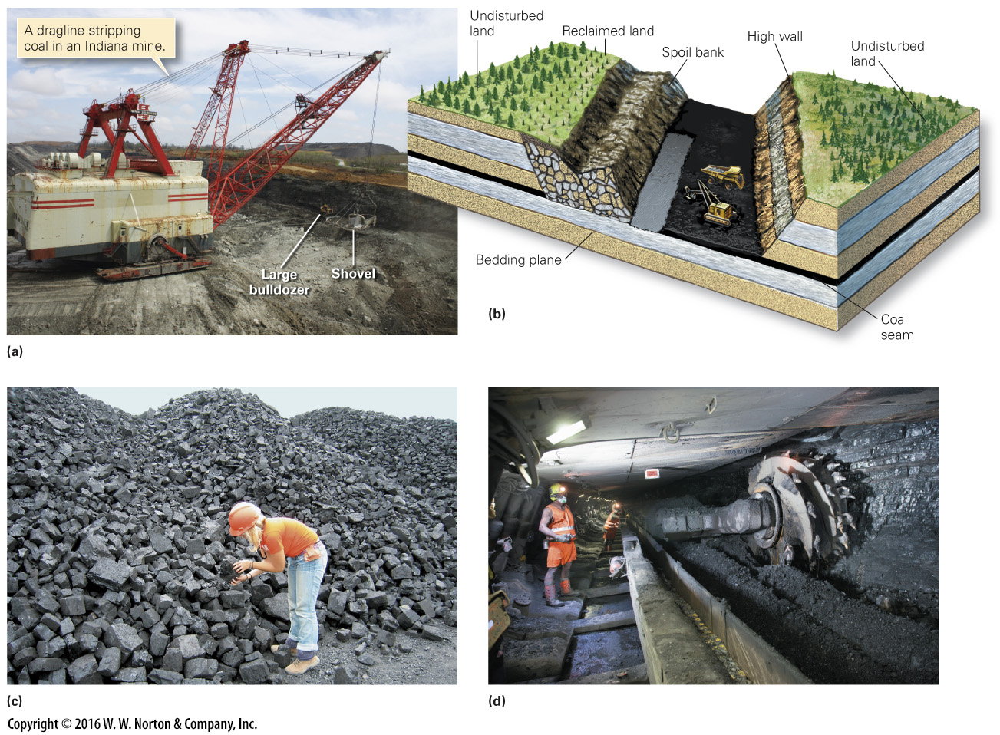 A dragline stripping
coal in an Indiana mine.
Large
bulldozer
Shovel
(a)
Undisturbed
land
Reclaimed land
Spoil bank
High wall
Undisturbed
land
Bedding plane
Coal
seam
(b)
(c)
(d)
Copyright © 2016 W. W. Norton & Company, Inc.